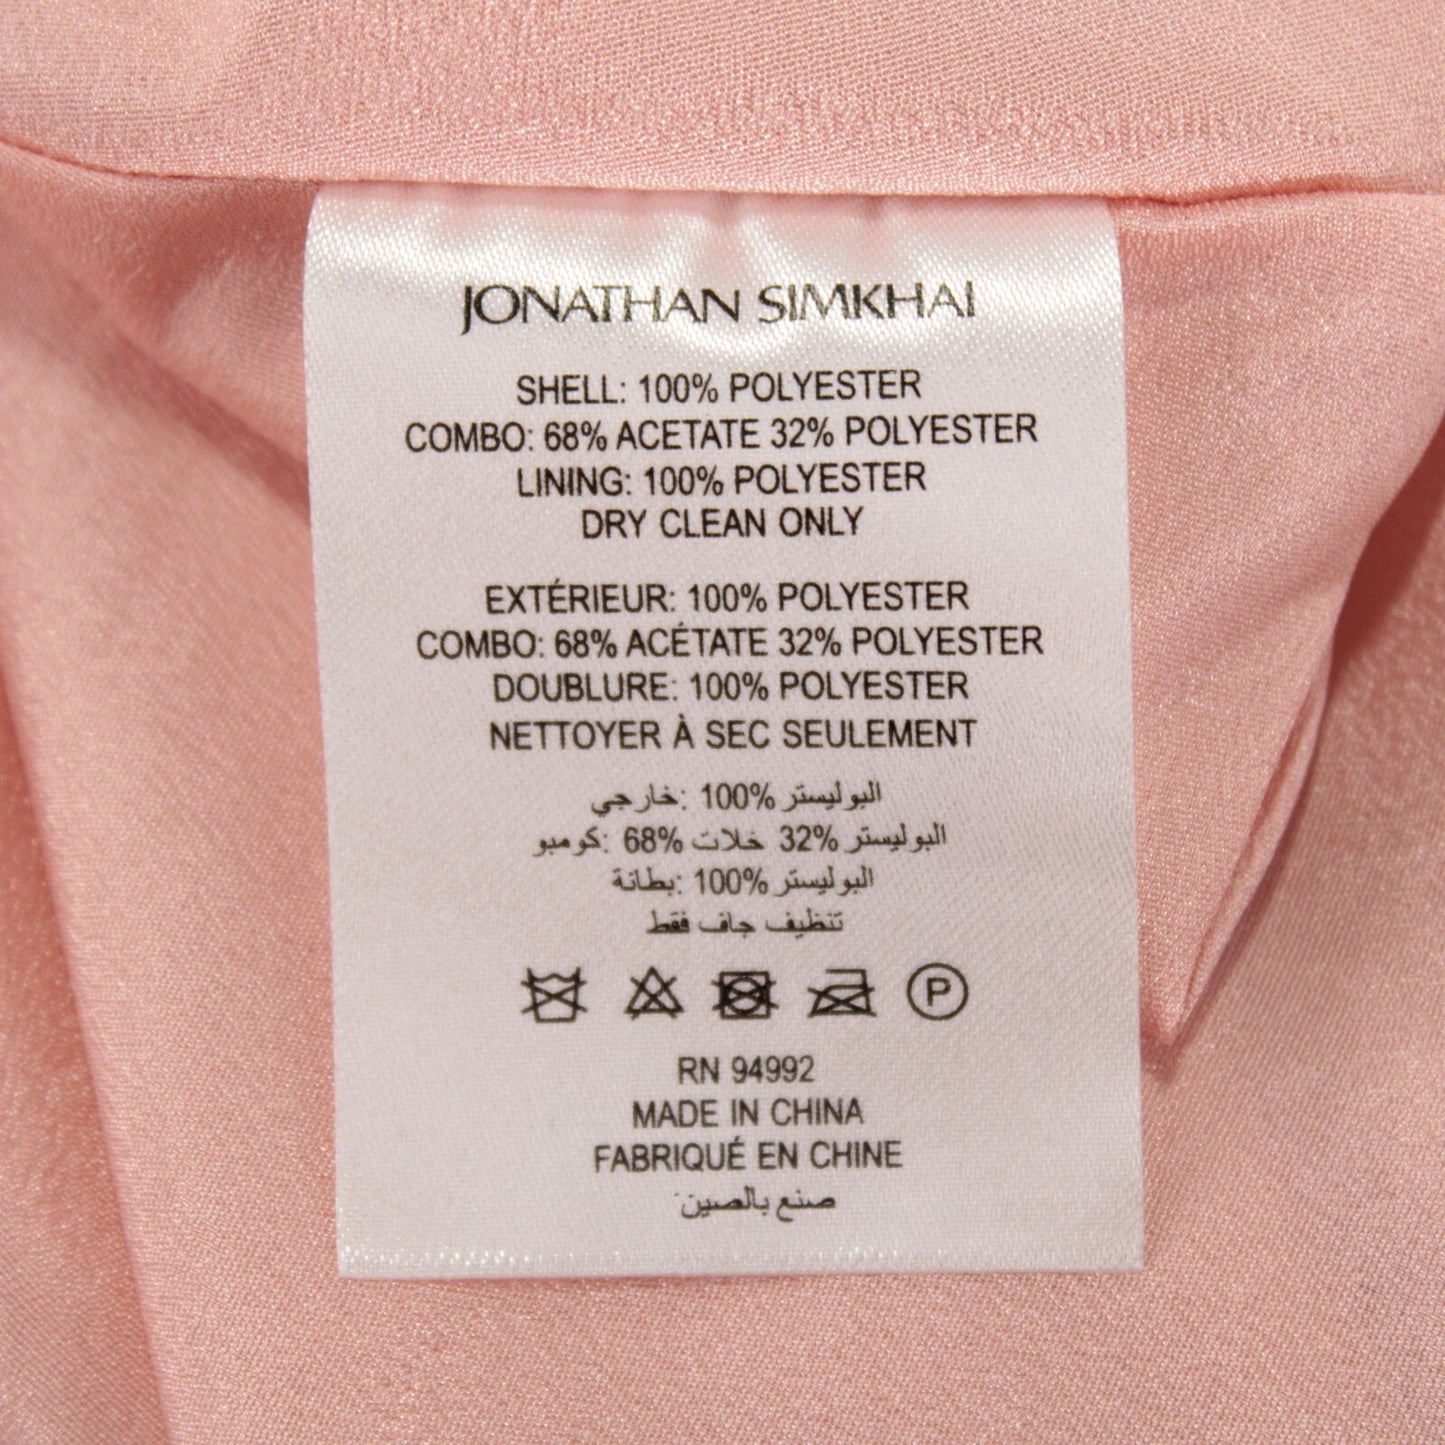 JONATHAN SIMKHAI
SHELL: 100% POLYESTER
COMBO: 68% ACETATE 32% POLYESTER
LINING: 100% POLYESTER
DRY CLEAN ONLY
EXTÉRIEUR: 100% POLYESTER
COMBO: 68% ACÉTATE 32% POLYESTER
DOUBLURE: 100% POLYESTER
NETTOYER À SEC SEULEMENT
خارجي: 100% البوليستر
كومبو: 68% خلات 32% البوليستر
بطانة: 100% البوليستر
تنظيف جاف فقط
P
RN 94992
MADE IN CHINA
FABRIQUÉ EN CHINE
صنع بالصين